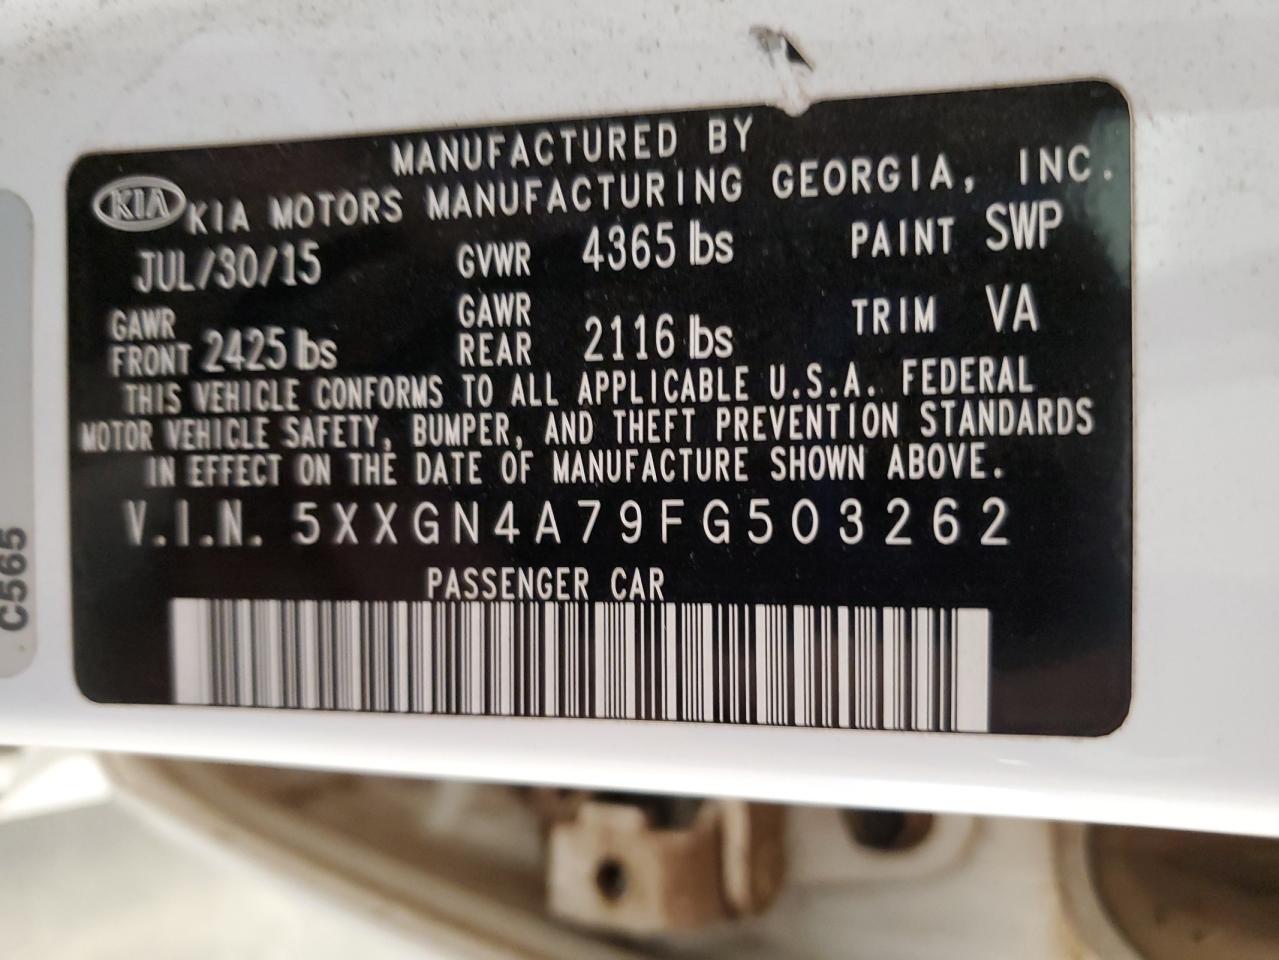 MANUFACTURED BY
KIA KIA MOTORS MANUFACTURING GEORGIA, INC.
JUL/30/15 GVWR 4365 lbs PAINT SWP
GAWR FRONT 2425 lbs GAWR REAR 2116 lbs TRIM VA
THIS VEHICLE CONFORMS TO ALL APPLICABLE U.S.A. FEDERAL
MOTOR VEHICLE SAFETY, BUMPER, AND THEFT PREVENTION STANDARDS
IN EFFECT ON THE DATE OF MANUFACTURE SHOWN ABOVE.
V.I.N. 5XXGN4A79FG503262
PASSENGER CAR
C565